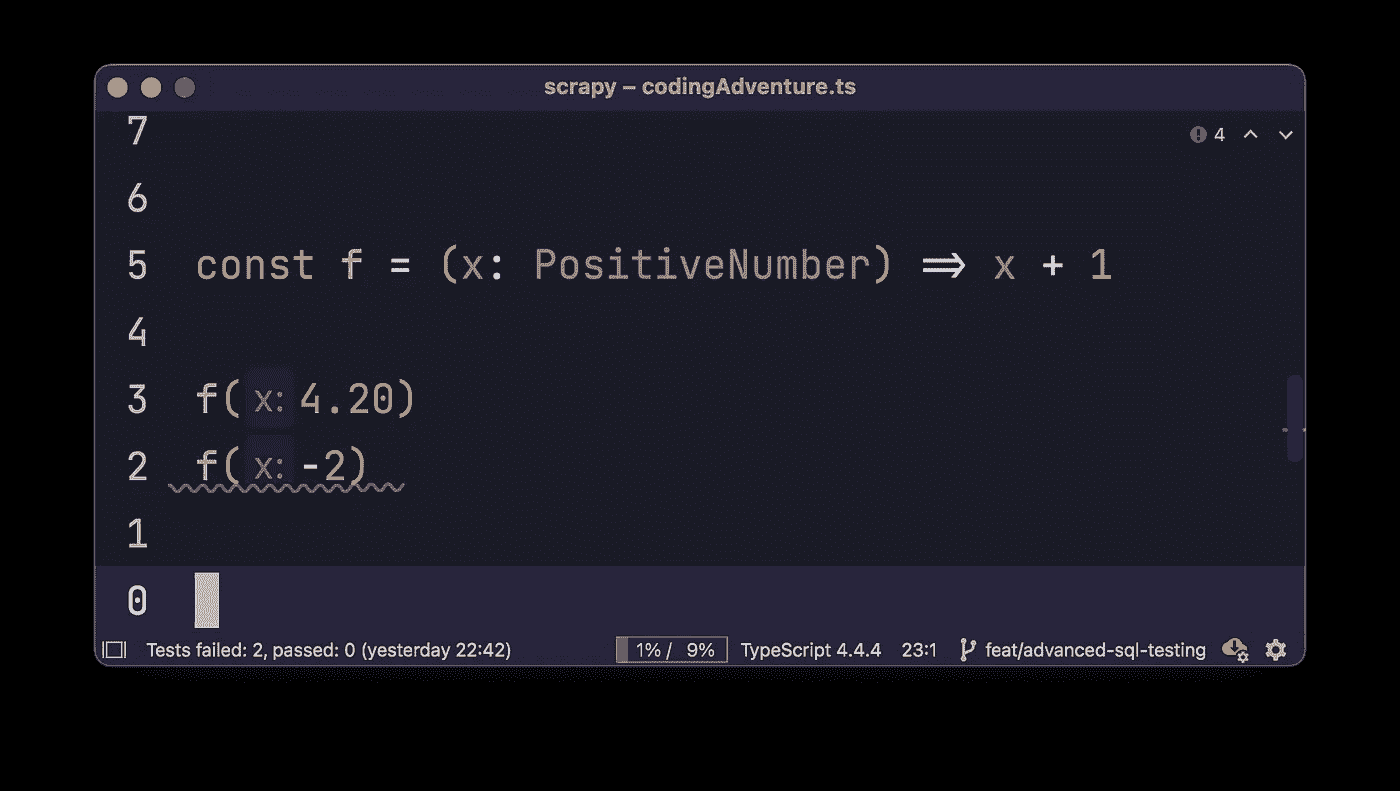 scrapy – codingAdventure.ts
4
7
6
5 const f = (x: PositiveNumber) => x + 1
4
3 f( x: 4.20)
2 f( x: -2)
1
0
Tests failed: 2, passed: 0 (yesterday 22:42) 1% / 9% TypeScript 4.4.4 23:1 feat/advanced-sql-testing